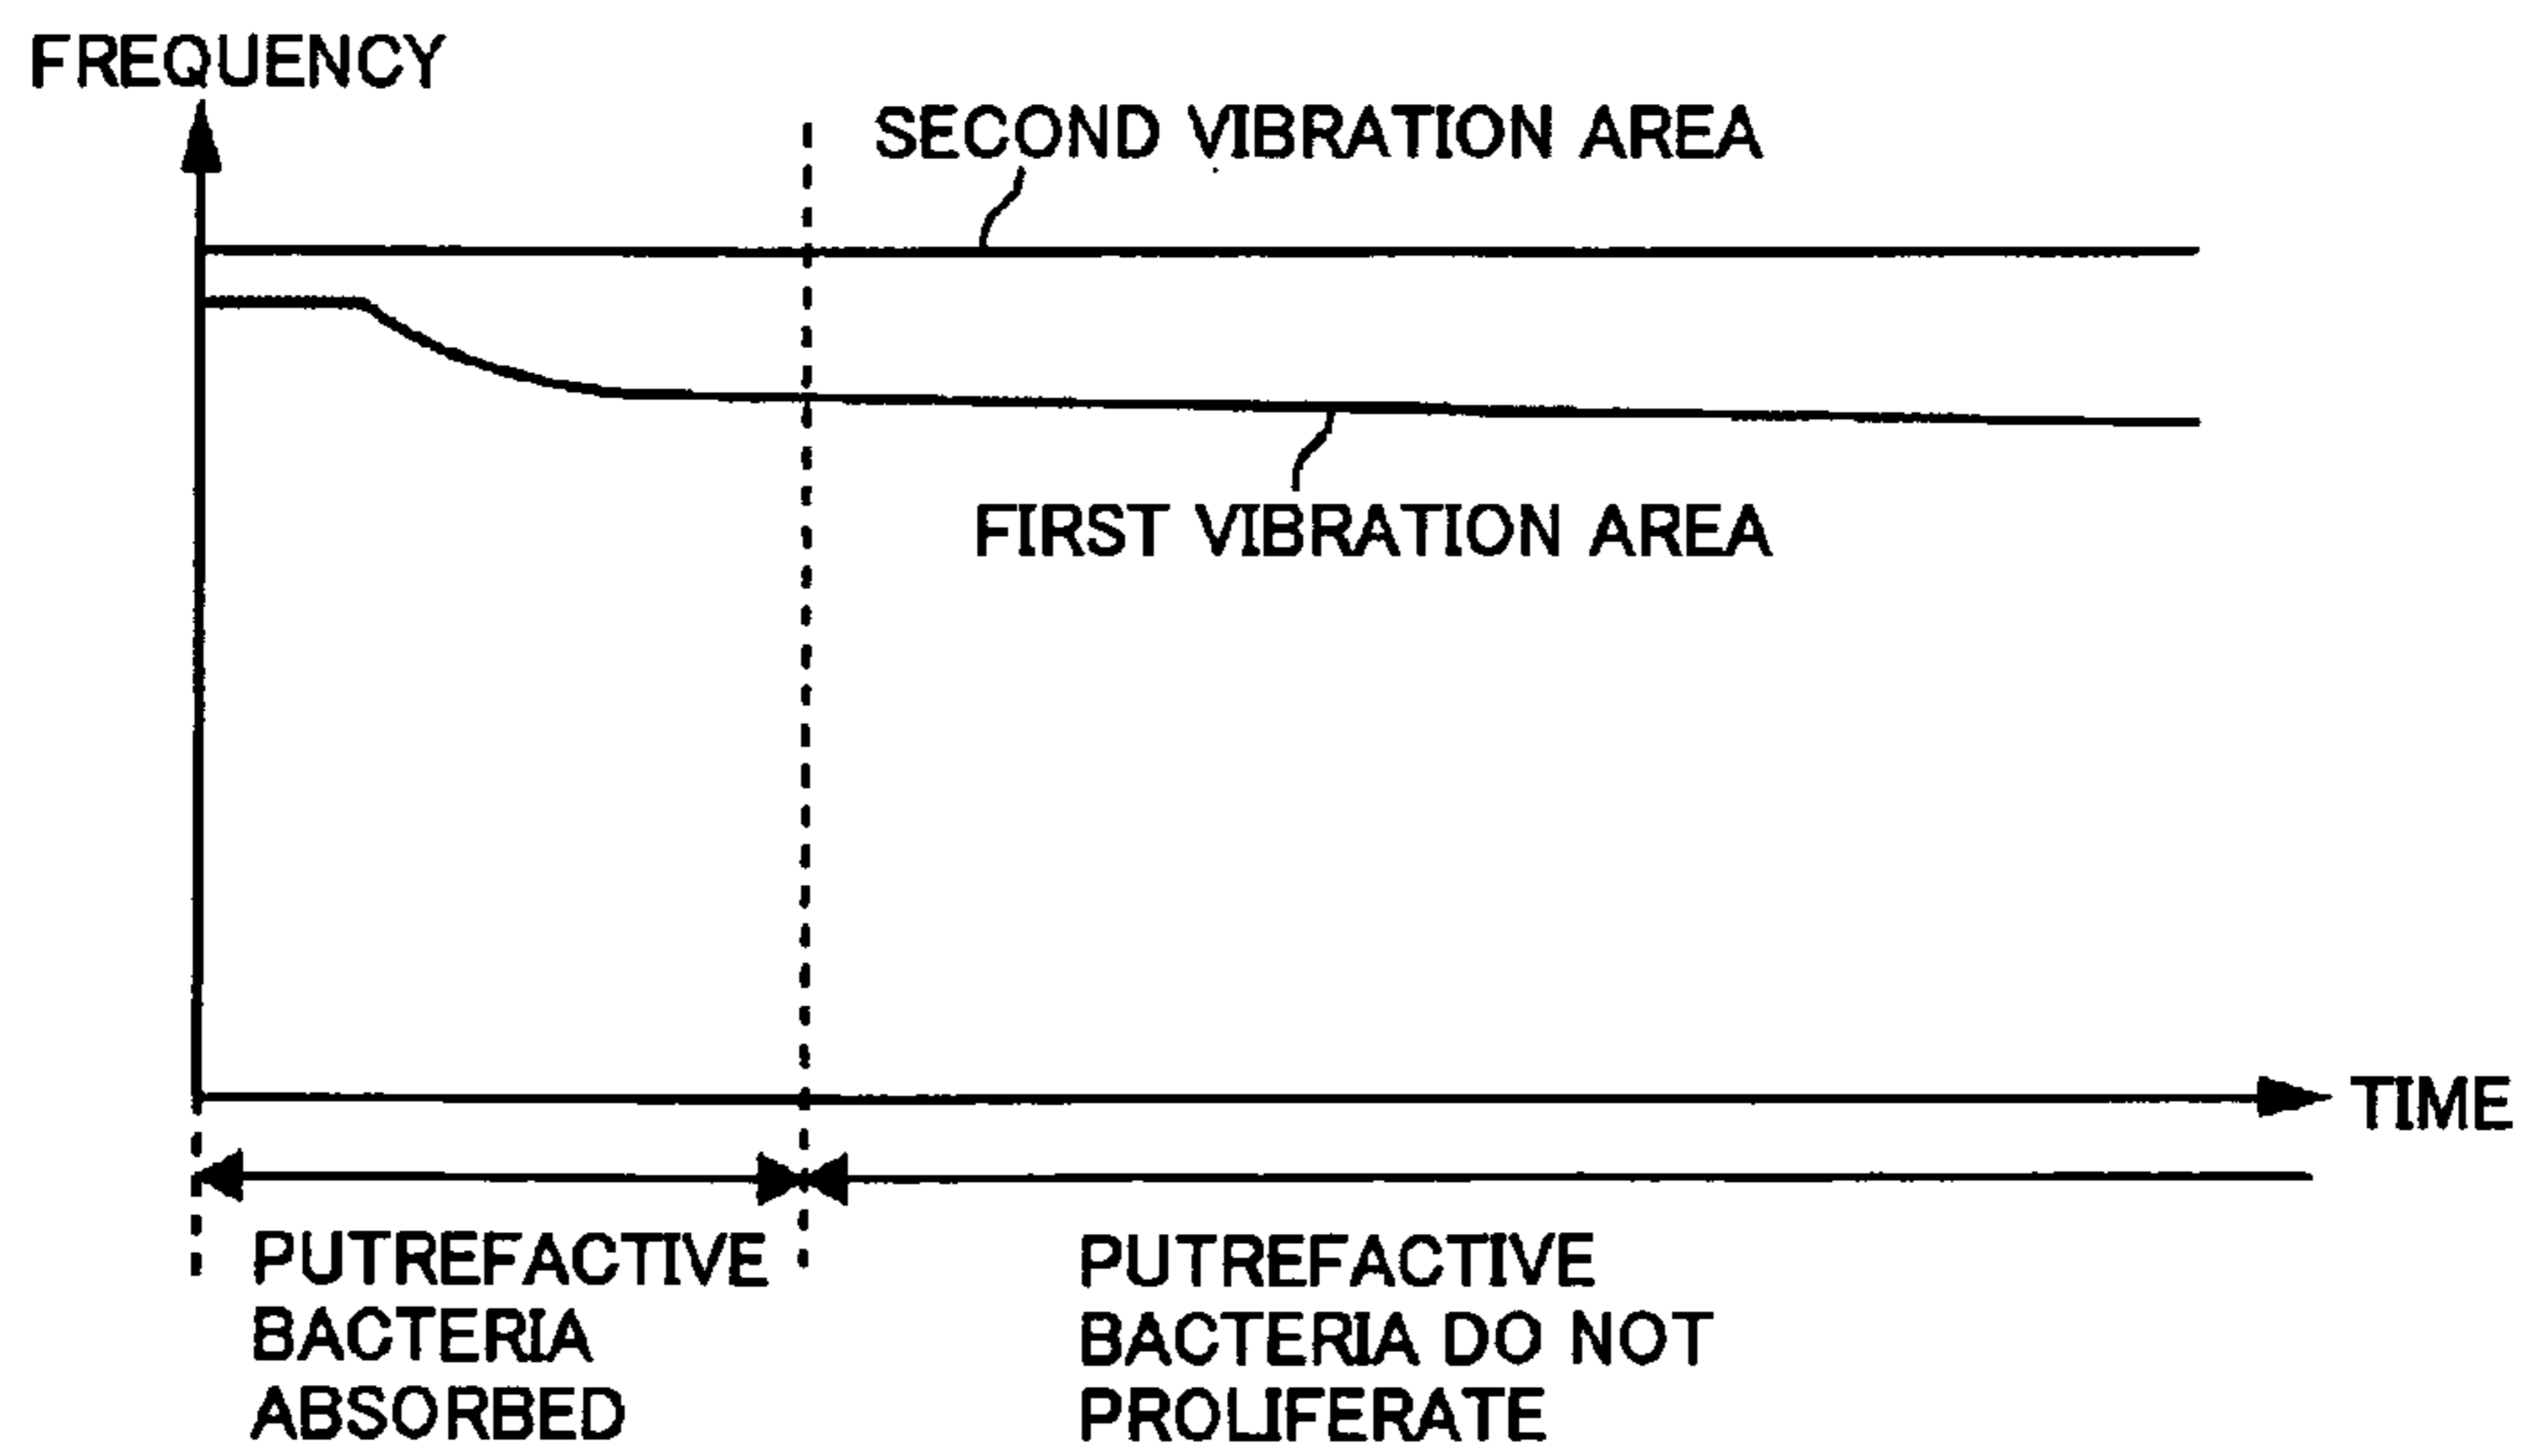 FREQUENCY
SECOND VIBRATION AREA
FIRST VIBRATION AREA
TIME
PUTREFACTIVE
BACTERIA
ABSORBED
PUTREFACTIVE
BACTERIA DO NOT
PROLIFERATE